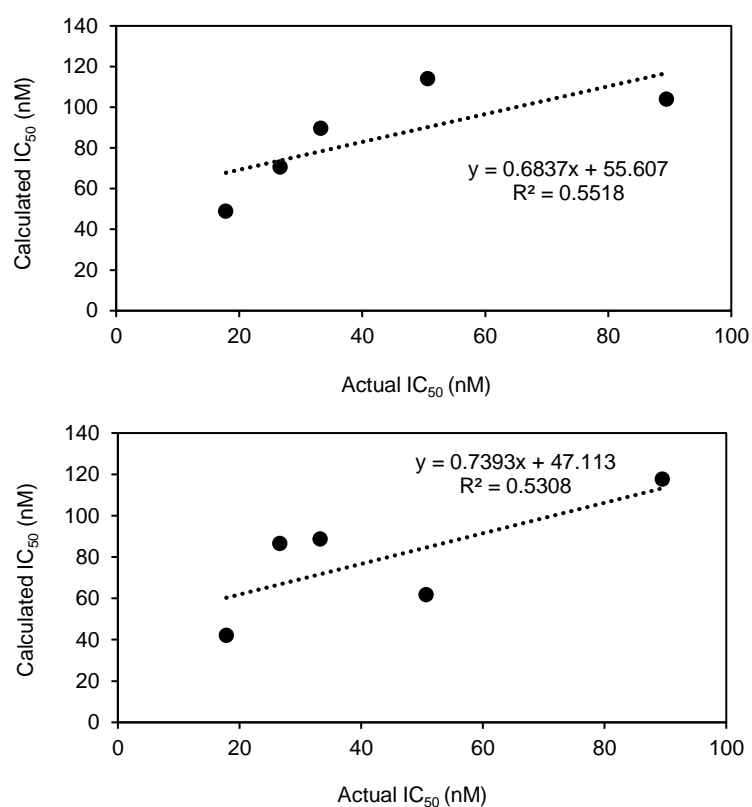 140
120
100
80
60
40
20
0
Calculated IC₅₀ (nM)
y = 0.6837x + 55.607
R² = 0.5518
0 20 40 60 80 100
Actual IC₅₀ (nM)
140
120
100
80
60
40
20
0
Calculated IC₅₀ (nM)
y = 0.7393x + 47.113
R² = 0.5308
0 20 40 60 80 100
Actual IC₅₀ (nM)